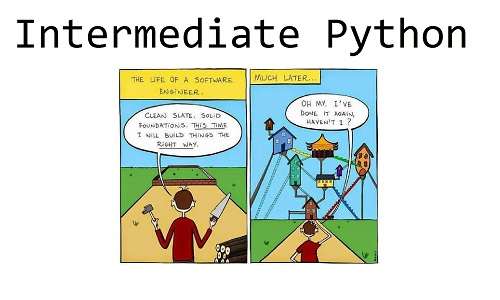 Intermediate Python
THE LIFE OF A SOFTWARE
ENGINEER.
CLEAN SLATE. SOLID
FOUNDATIONS. THIS TIME
I WILL BUILD THINGS THE
RIGHT WAY.
MUCH LATER...
OH MY. I'VE
DONE IT AGAIN,
HAVEN'T I ?